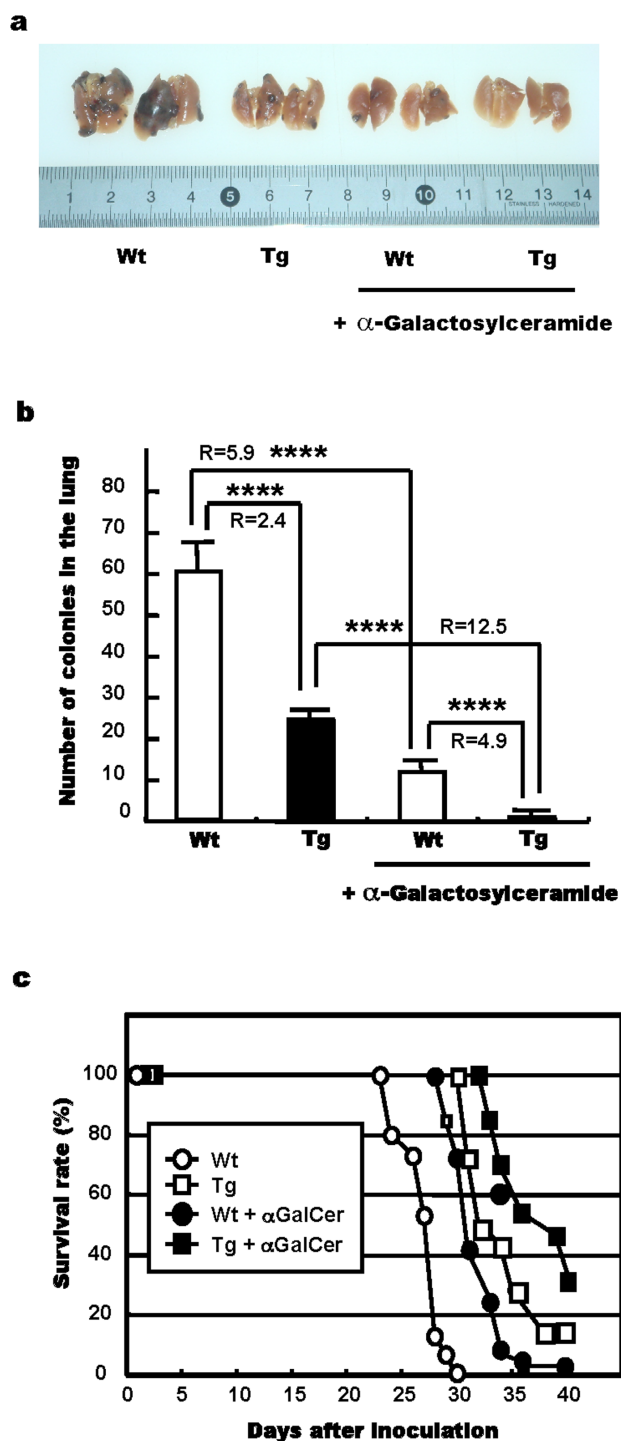 a
1 2 3 4 5 6 7 8 9 10 11 12 13 14
STAINLESS HARDENED
Wt Tg Wt Tg
+ α-Galactosylceramide
b
Number of colonies in the lung
80
70
60
50
40
30
20
10
0
R=5.9 ****
****
R=2.4
**** R=12.5
****
R=4.9
Wt Tg Wt Tg
+ α-Galactosylceramide
c
Survival rate (%)
100
80
60
40
20
0
Wt
Tg
Wt + αGalCer
Tg + αGalCer
0 5 10 15 20 25 30 35 40
Days after inoculation